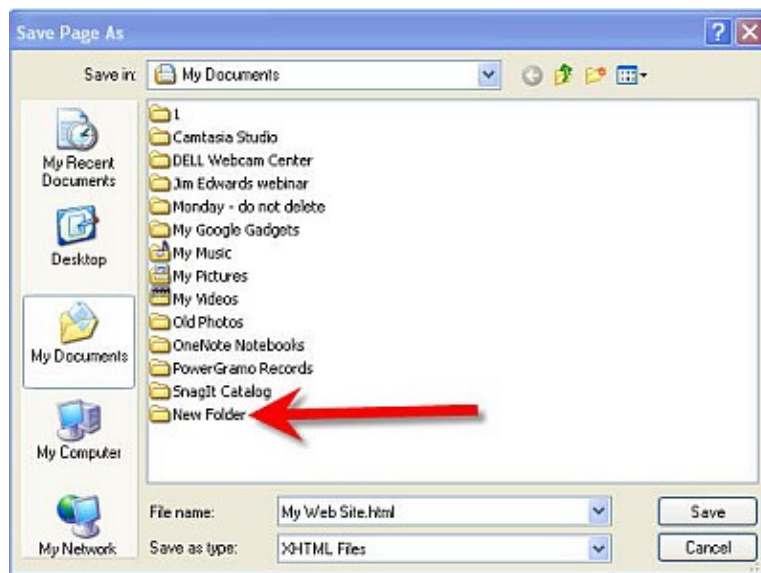 Save Page As
Save in: My Documents
My Recent
Documents
Desktop
My Documents
My Computer
My Network
1
Camtasia Studio
DELL Webcam Center
Jim Edwards webinar
Monday - do not delete
My Google Gadgets
My Music
My Pictures
My Videos
Old Photos
OneNote Notebooks
PowerGramo Records
SnagIt Catalog
New Folder
File name: My Web Site.html Save
Save as type: XHTML Files Cancel